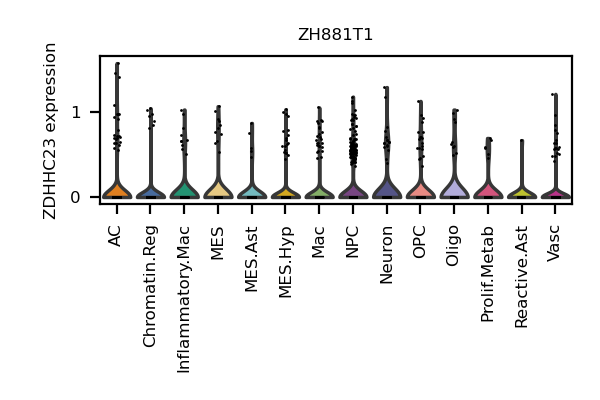 ZH881T1
ZDHHC23 expression
1
0
AC
Chromatin.Reg
Inflammatory.Mac
MES
MES.Ast
MES.Hyp
Mac
NPC
Neuron
OPC
Oligo
Prolif.Metab
Reactive.Ast
Vasc